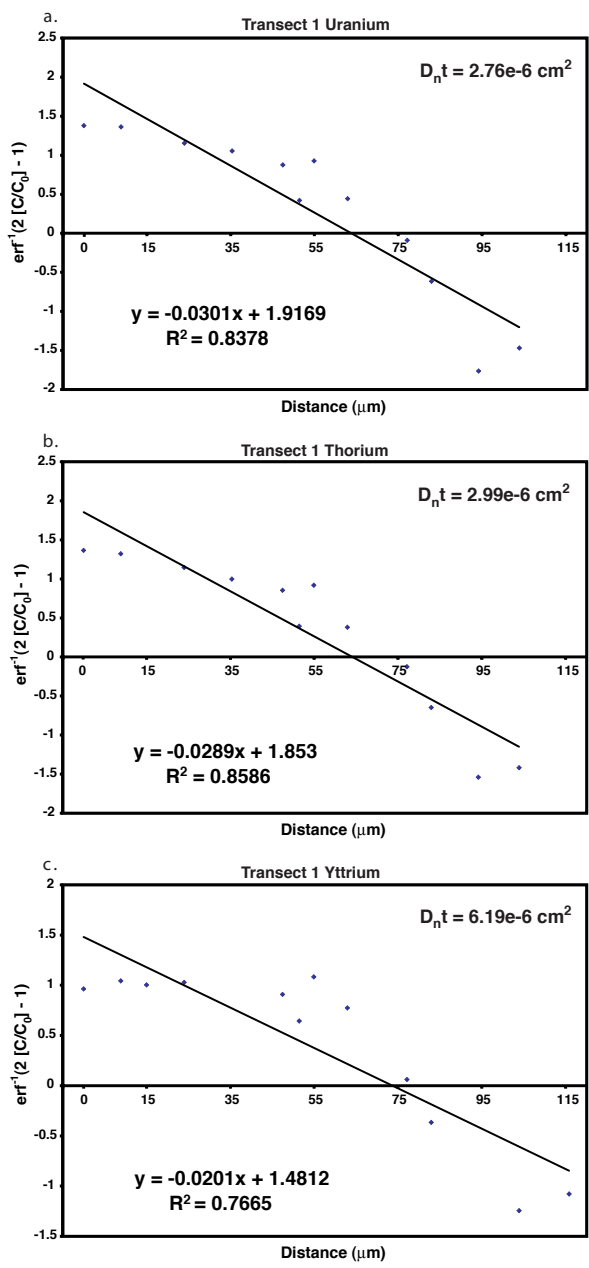 a.
Transect 1 Uranium
2.5
2
1.5
1
0.5
0
-0.5
-1
-1.5
-2
erf⁻¹(2 [C/C₀] - 1)
Dₙt = 2.76e-6 cm²
0 15 35 55 75 95 115
y = -0.0301x + 1.9169
R² = 0.8378
Distance (μm)
b.
Transect 1 Thorium
2.5
2
1.5
1
0.5
0
-0.5
-1
-1.5
-2
erf⁻¹(2 [C/C₀] - 1)
Dₙt = 2.99e-6 cm²
0 15 35 55 75 95 115
y = -0.0289x + 1.853
R² = 0.8586
Distance (μm)
c.
Transect 1 Yttrium
2
1.5
1
0.5
0
-0.5
-1
-1.5
erf⁻¹(2 [C/C₀] - 1)
Dₙt = 6.19e-6 cm²
0 15 35 55 75 95 115
y = -0.0201x + 1.4812
R² = 0.7665
Distance (μm)